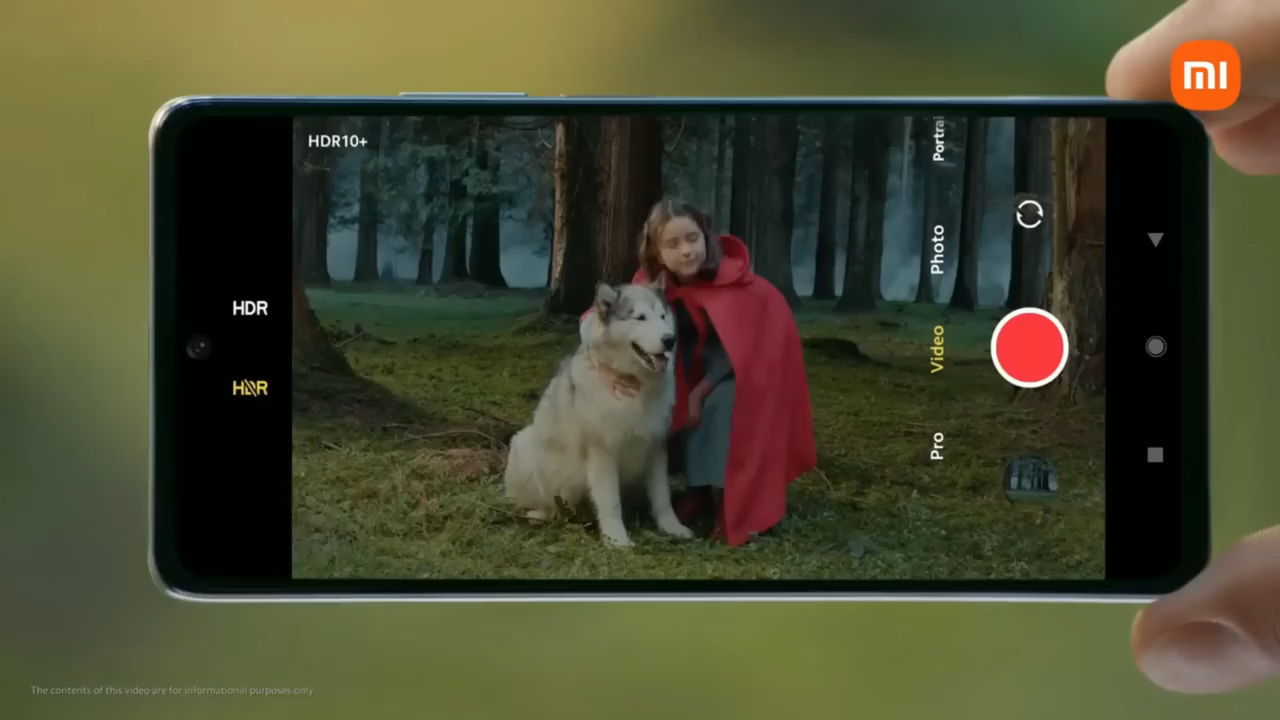 mi
HDR10+
Portrai
Photo
HDR
Video
HDR
Pro
The contents of this video are for informational purposes only.